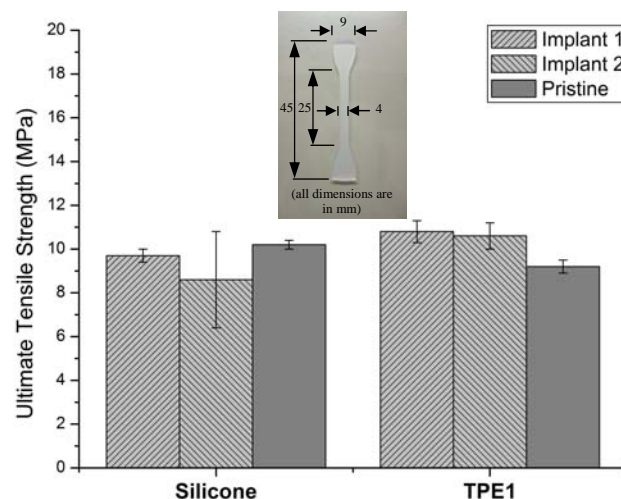 Ultimate Tensile Strength (MPa)
20
18
16
14
12
10
8
6
4
2
0
9
45
25
4
(all dimensions are
in mm)
Implant 1
Implant 2
Pristine
Silicone
TPE1